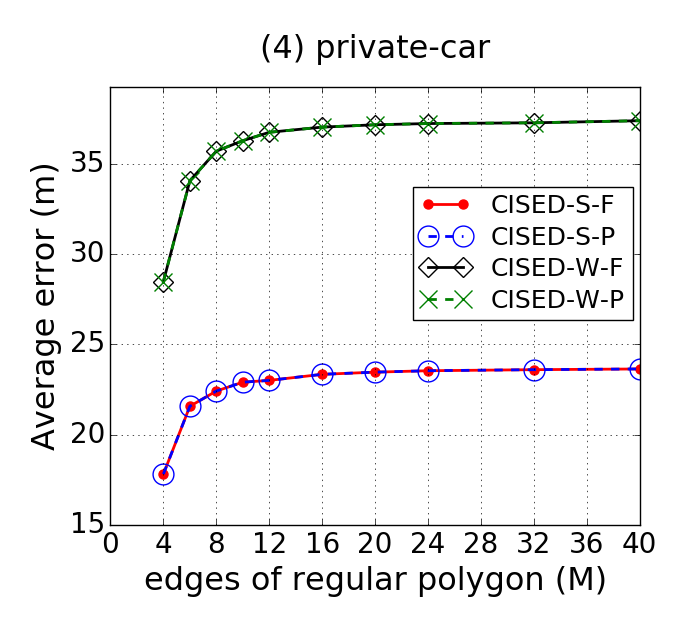 (4) private-car
Average error (m)
35
30
25
20
15
CISED-S-F
CISED-S-P
CISED-W-F
CISED-W-P
0 4 8 12 16 20 24 28 32 36 40
edges of regular polygon (M)